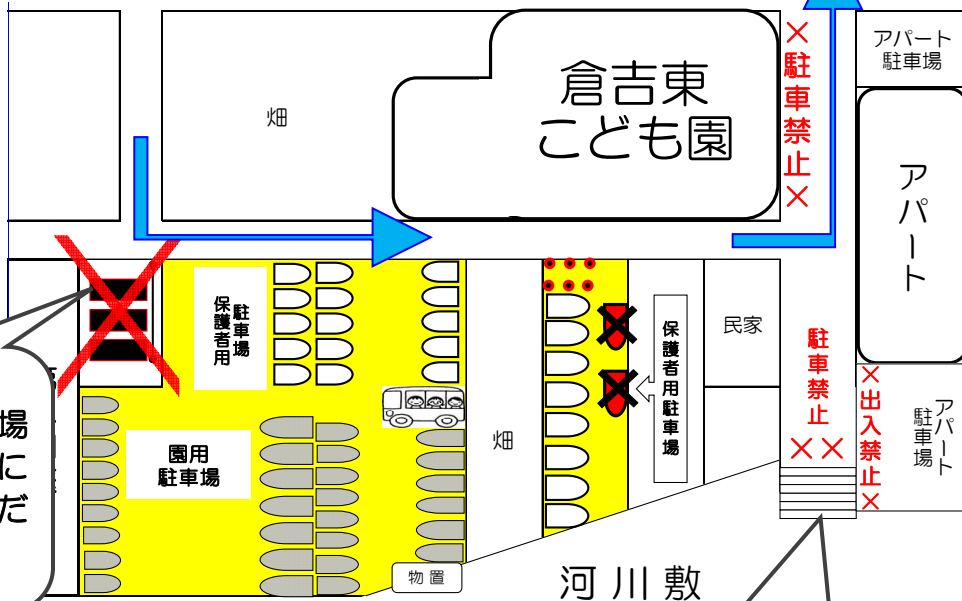 倉吉東
こども園
畑
×駐車禁止×
アパート
駐車場
アパート
保護者用
駐車場
園用
駐車場
畑
保護者用駐車場
民家
駐車禁止
××
×出入禁止×
アパート
駐車場
場
に
だ
物置
河川敷